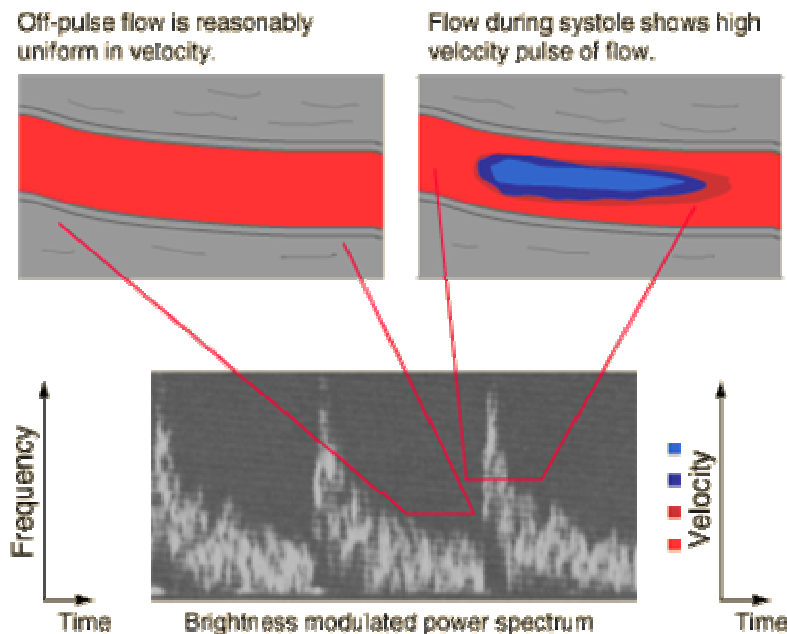 Off-pulse flow is reasonably
uniform in velocity.
Flow during systole shows high
velocity pulse of flow.
Frequency
Velocity
Time
Brightness modulated power spectrum
Time